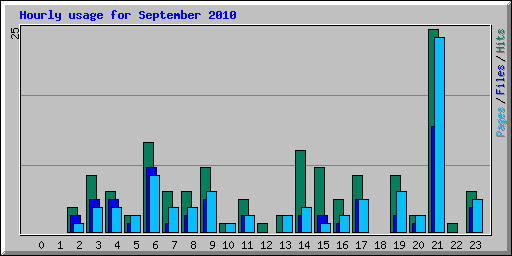 Hourly usage for September 2010
25
Pages/Files/Hits
0 1 2 3 4 5 6 7 8 9 10 11 12 13 14 15 16 17 18 19 20 21 22 23